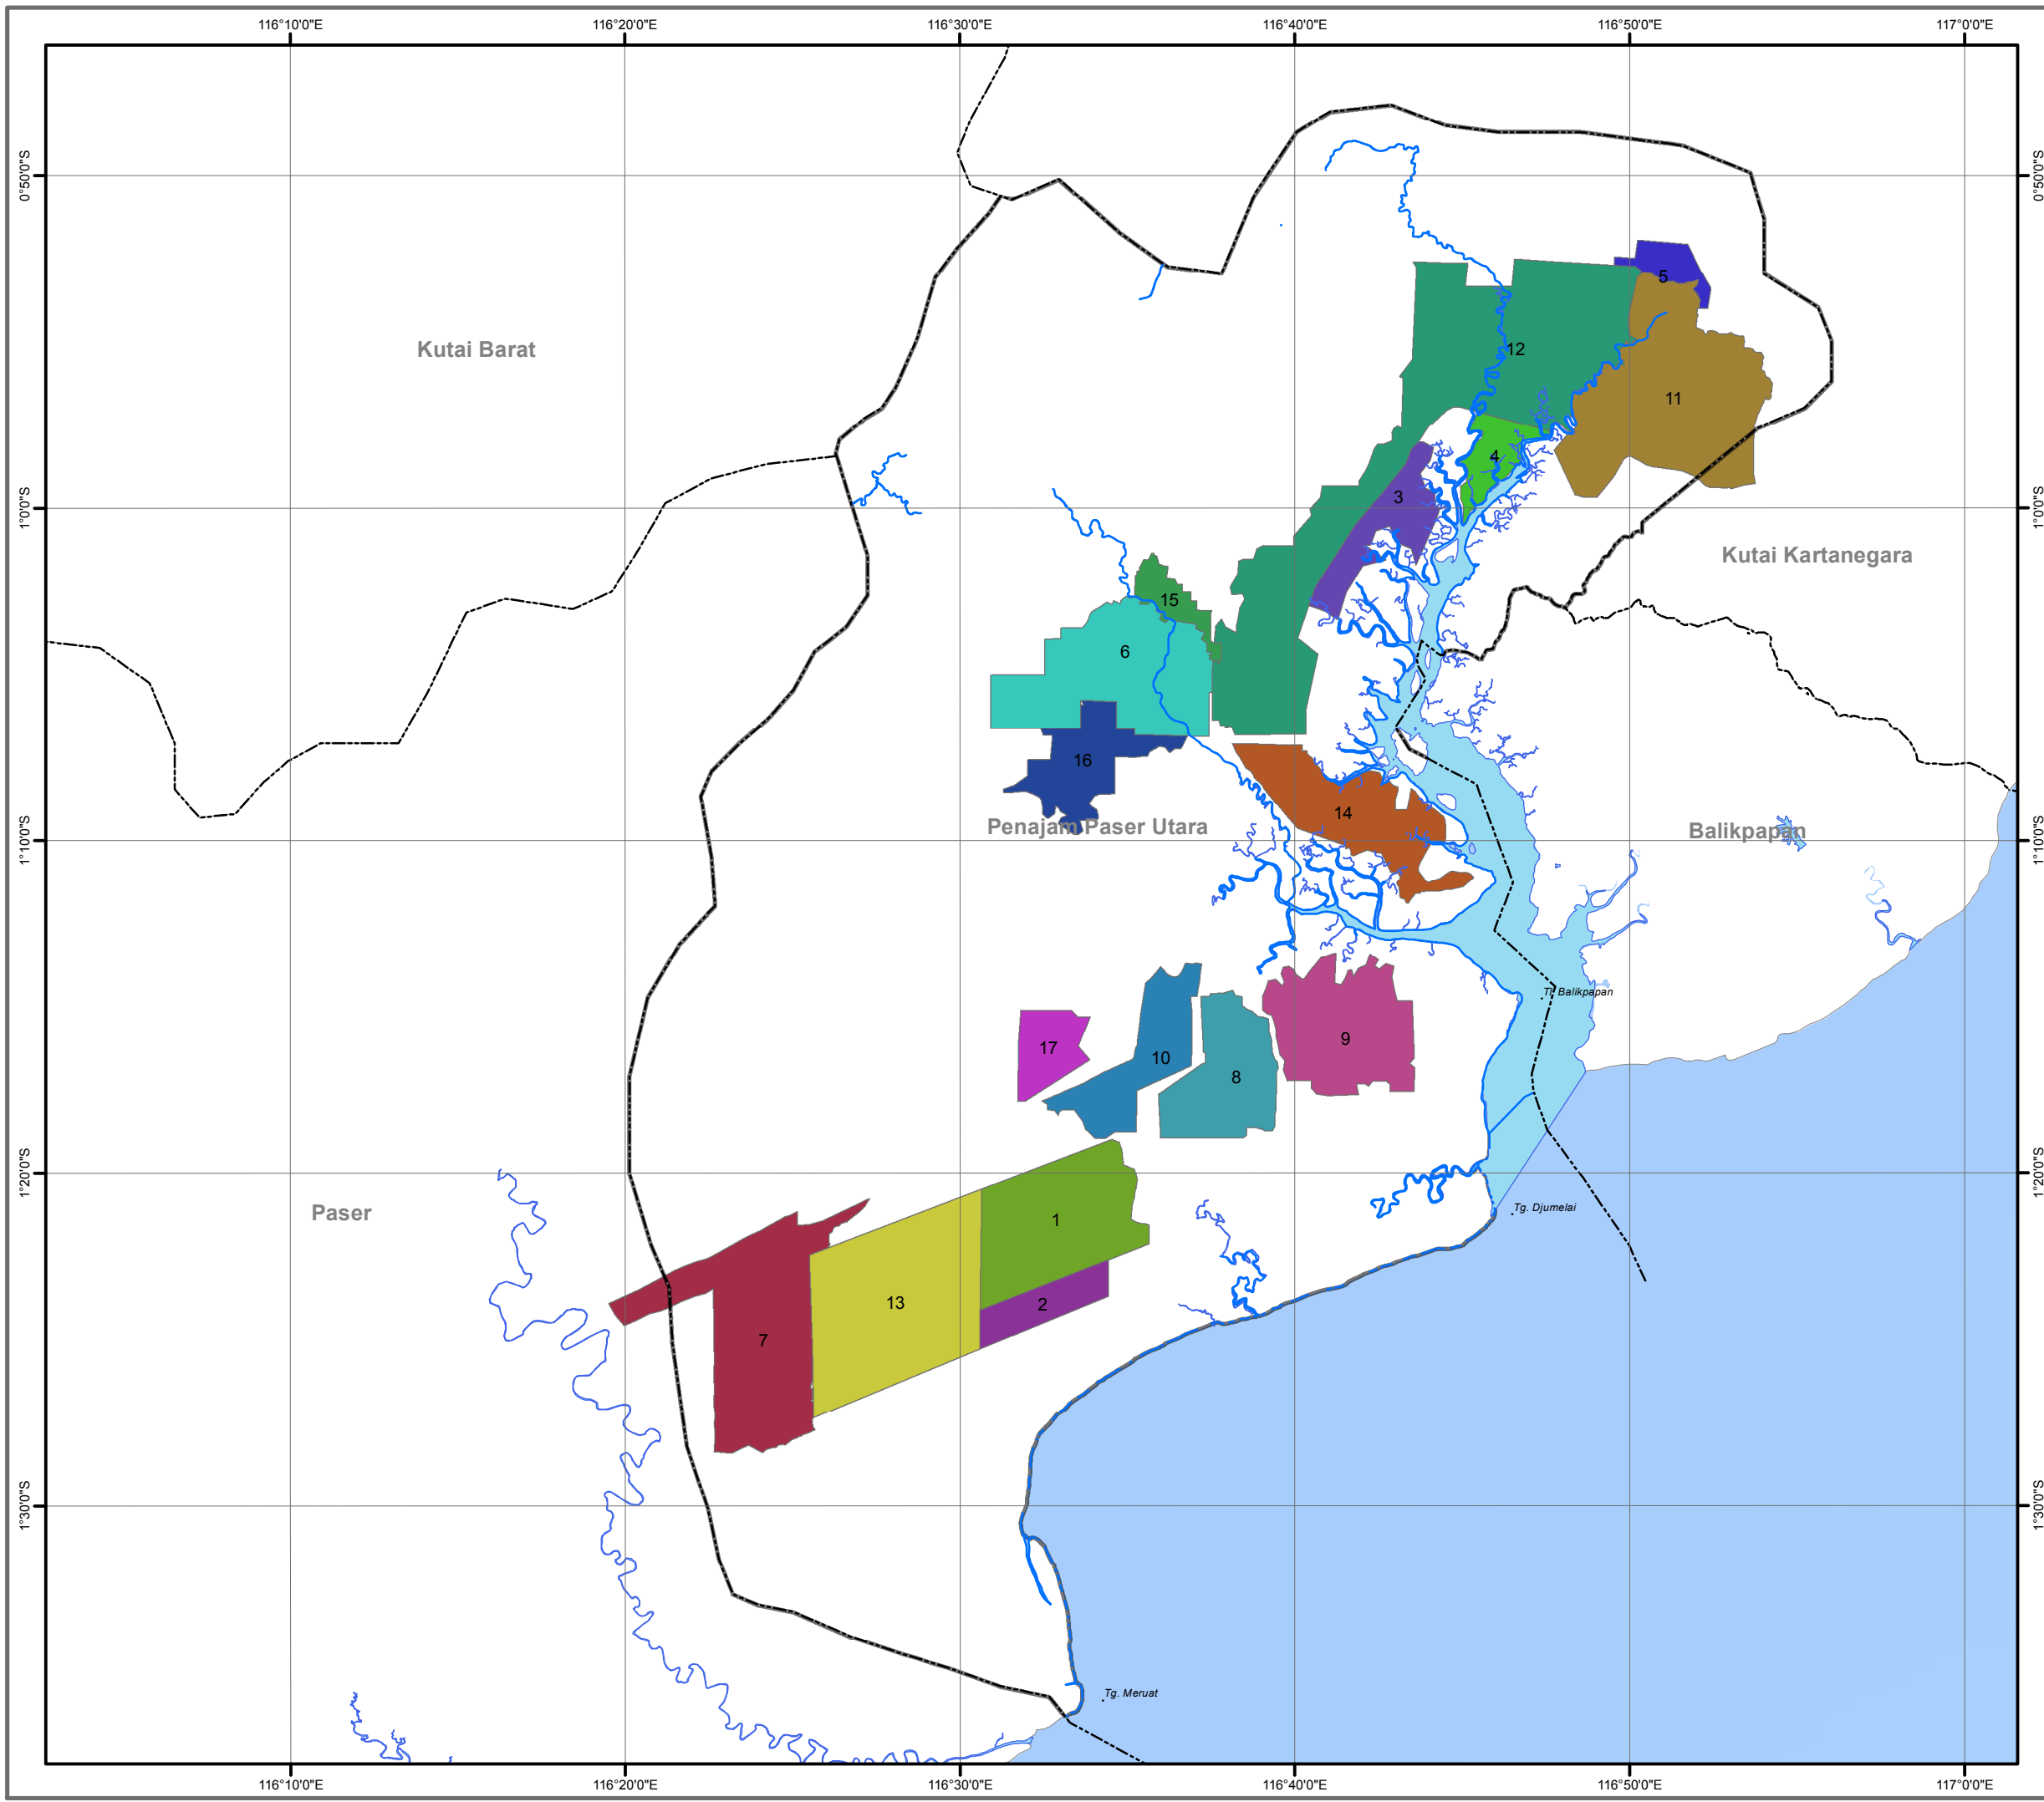 116°10'0"E 116°20'0"E 116°30'0"E 116°40'0"E 116°50'0"E 117°0'0"E
0°50'0"S 0°50'0"S
5
Kutai Barat
12
11
4
3
1°0'0"S 1°0'0"S
Kutai Kartanegara
15
6
16
14
Penajam Paser Utara
Balikpapan
1°10'0"S 1°10'0"S
Tl. Balikpapan
9
17
10
8
1°20'0"S 1°20'0"S
Paser
Tg. Djumelai
1
13
2
7
1°30'0"S 1°30'0"S
Tg. Meruat
116°10'0"E 116°20'0"E 116°30'0"E 116°40'0"E 116°50'0"E 117°0'0"E